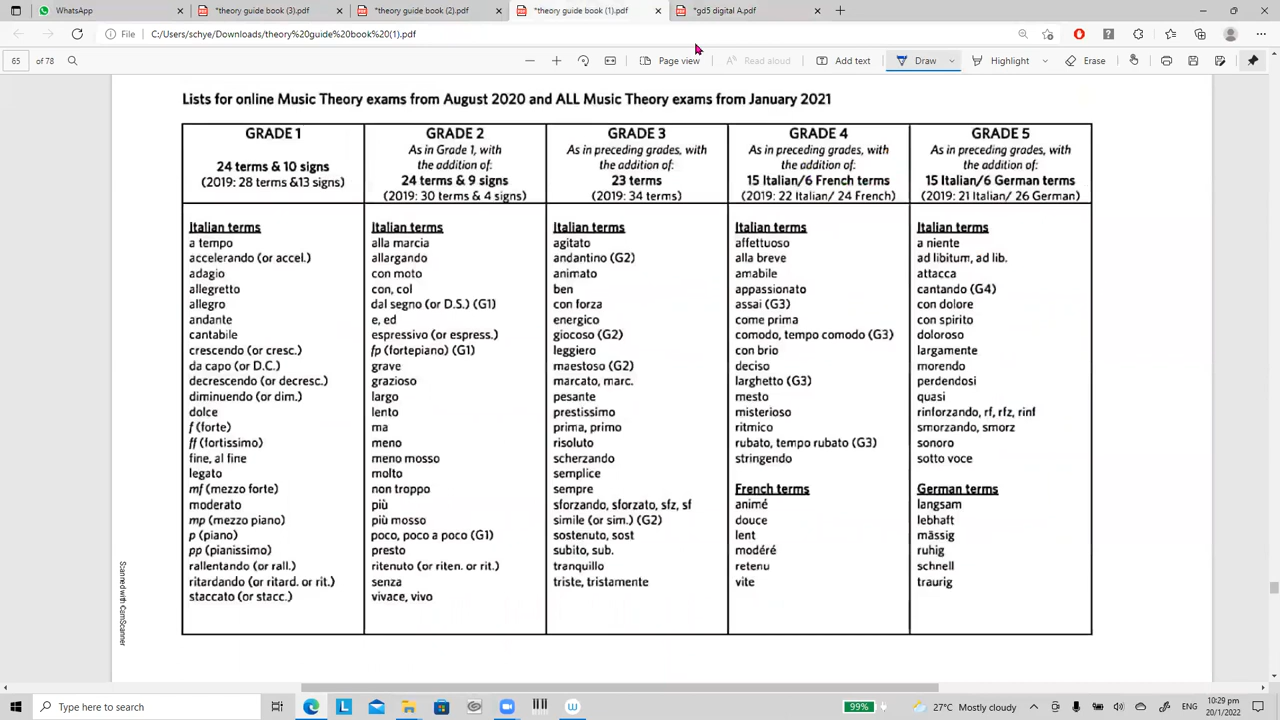 WhatsApp
*theory guide book (3).pdf
*theory guide book (2).pdf
*theory guide book (1).pdf
*gd5 digital A.pdf
File
C:/Users/schye/Downloads/theory%20guide%20book%20(1).pdf
65 of 78
Page view
Read aloud
Add text
Draw
Highlight
Erase
Lists for online Music Theory exams from August 2020 and ALL Music Theory exams from January 2021
GRADE 1
24 terms & 10 signs
(2019: 28 terms &13 signs)
Italian terms
a tempo
accelerando (or accel.)
adagio
allegretto
allegro
andante
cantabile
crescendo (or cresc.)
da capo (or D.C.)
decrescendo (or decresc.)
diminuendo (or dim.)
dolce
f (forte)
ff (fortissimo)
fine, al fine
legato
mf (mezzo forte)
moderato
mp (mezzo piano)
p (piano)
pp (pianissimo)
rallentando (or rall.)
ritardando (or ritard. or rit.)
staccato (or stacc.)
GRADE 2
As in Grade 1, with
the addition of:
24 terms & 9 signs
(2019: 30 terms & 4 signs)
Italian terms
alla marcia
allargando
con moto
con, col
dal segno (or D.S.) (G1)
e, ed
espressivo (or espress.)
fp (fortepiano) (G1)
grave
grazioso
largo
lento
ma
meno
meno mosso
molto
non troppo
più
più mosso
poco, poco a poco (G1)
presto
ritenuto (or riten. or rit.)
senza
vivace, vivo
GRADE 3
As in preceding grades, with
the addition of:
23 terms
(2019: 34 terms)
Italian terms
agitato
andantino (G2)
animato
ben
con forza
energico
giocoso (G2)
leggiero
maestoso (G2)
marcato, marc.
pesante
prestissimo
prima, primo
risoluto
scherzando
semplice
sempre
sforzando, sforzato, sfz, sf
simile (or sim.) (G2)
sostenuto, sost
subito, sub.
tranquillo
triste, tristamente
GRADE 4
As in preceding grades, with
the addition of:
15 Italian/6 French terms
(2019: 22 Italian/ 24 French)
Italian terms
affettuoso
alla breve
amabile
appassionato
assai (G3)
come prima
comodo, tempo comodo (G3)
con brio
deciso
larghetto (G3)
mesto
misterioso
ritmico
rubato, tempo rubato (G3)
stringendo
French terms
animé
douce
lent
modéré
retenu
vite
GRADE 5
As in preceding grades, with
the addition of:
15 Italian/6 German terms
(2019: 21 Italian/ 26 German)
Italian terms
a niente
ad libitum, ad lib.
attacca
cantando (G4)
con dolore
con spirito
doloroso
largamente
morendo
perdendosi
quasi
rinforzando, rf, rfz, rinf
smorzando, smorz
sonoro
sotto voce
German terms
langsam
lebhaft
mässig
ruhig
schnell
traurig
Scanned with CamScanner
Type here to search
99%
27°C Mostly cloudy
ENG
10:29 pm
20/1/2022